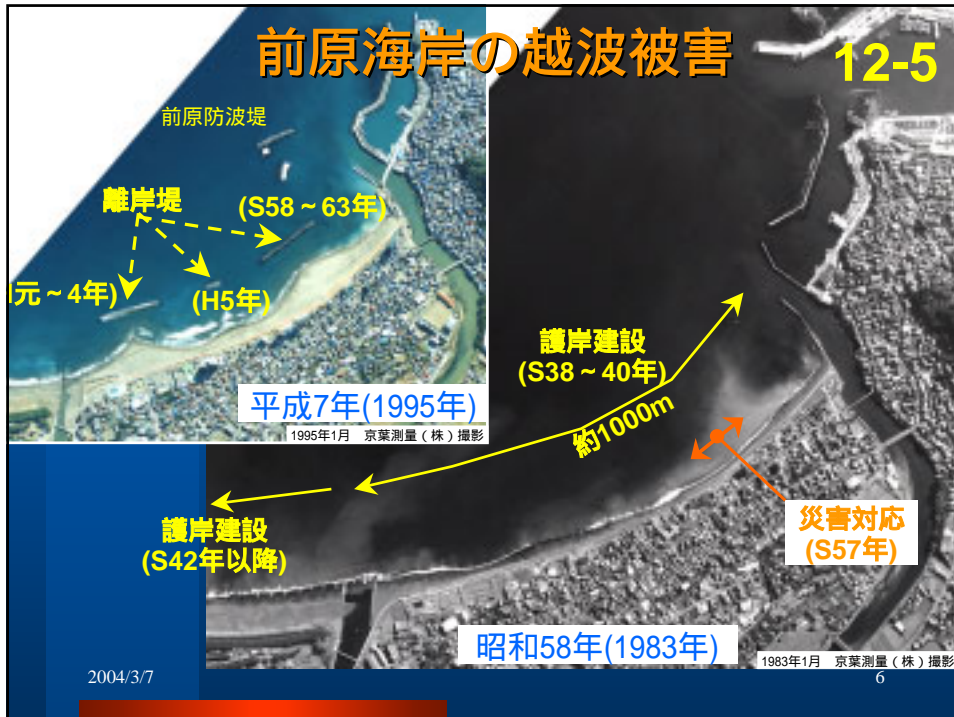 前原海岸の越波被害
12-5
前原防波堤
離岸堤
(S58～63年)
元～4年)
(H5年)
平成7年(1995年)
1995年1月　京葉測量（株）撮影
護岸建設
(S38～40年)
約1000m
護岸建設
(S42年以降)
災害対応
(S57年)
昭和58年(1983年)
1983年1月　京葉測量（株）撮影
2004/3/7
6